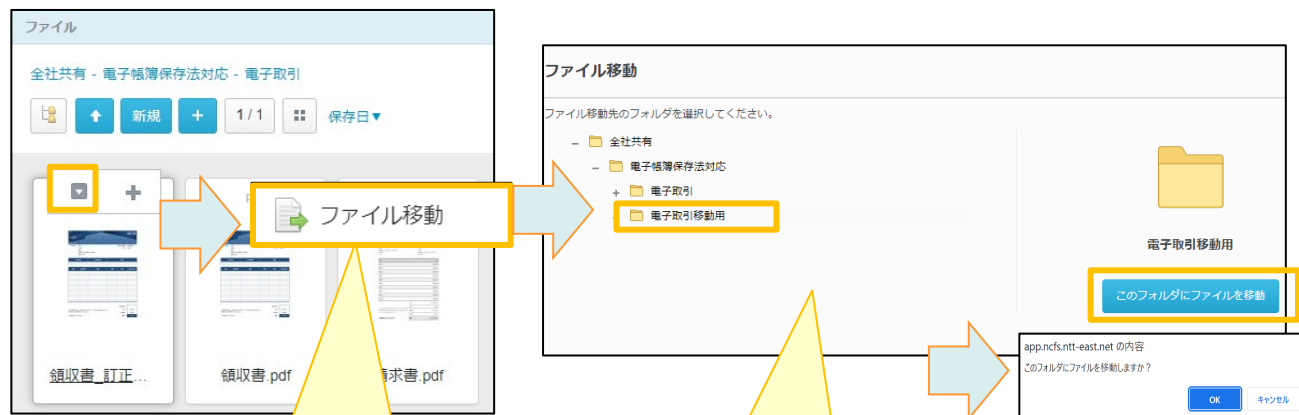 ファイル
全社共有 - 電子帳簿保存法対応 - 電子取引
新規
1/1
保存日▼
ファイル移動
領収書_訂正...
領収書.pdf
求書.pdf
ファイル移動
ファイル移動先のフォルダを選択してください。
全社共有
電子帳簿保存法対応
電子取引
電子取引移動用
電子取引移動用
このフォルダにファイルを移動
app.ncfs.ntt-east.net の内容
このフォルダにファイルを移動しますか？
OK
キャンセル